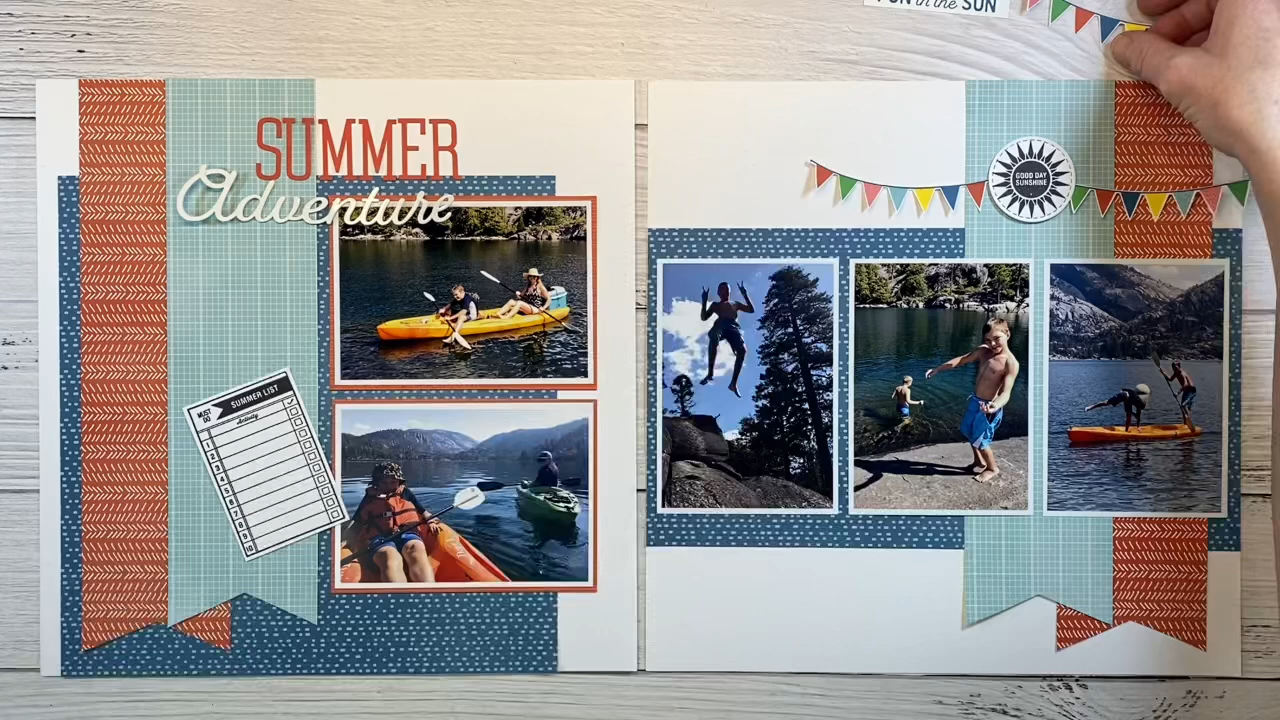 FUN in the SUN
SUMMER
Adventure
GOOD DAY
SUNSHINE
MUST DO
SUMMER LIST
Activity
1
2
3
4
5
6
7
8
9
10